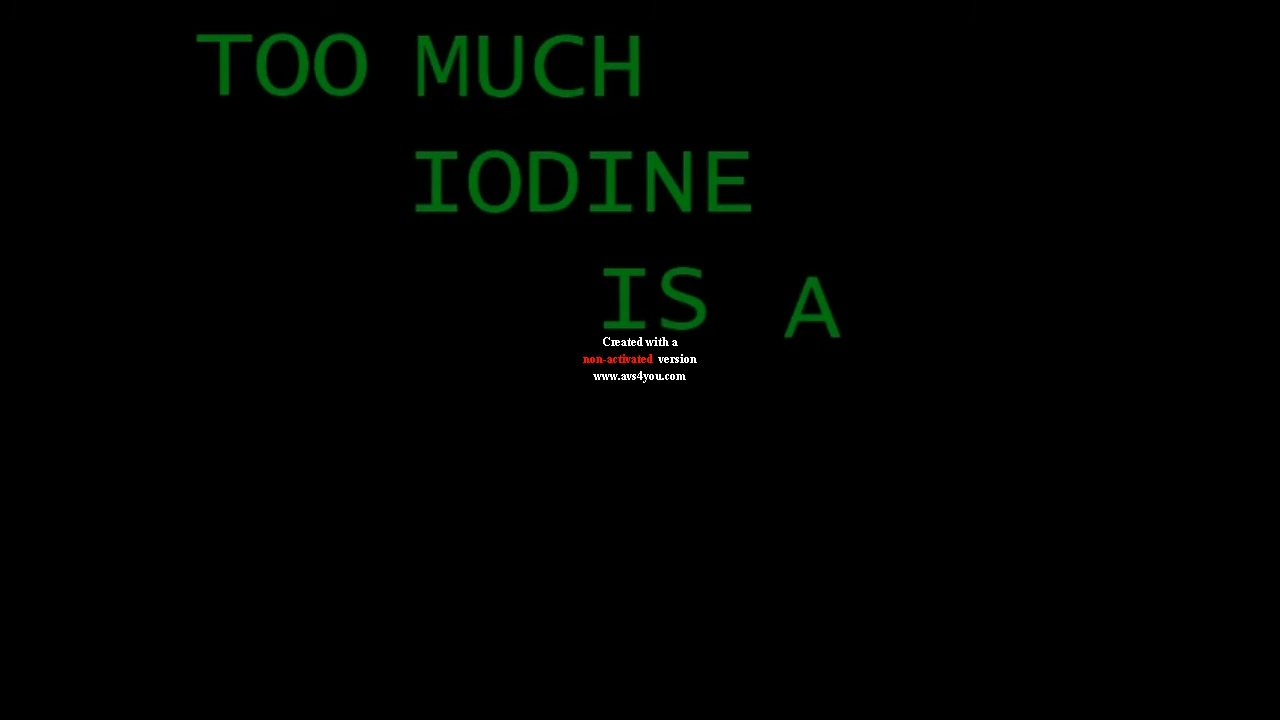 TOO MUCH
IODINE
IS A
Created with a
non-activated version
www.avs4you.com